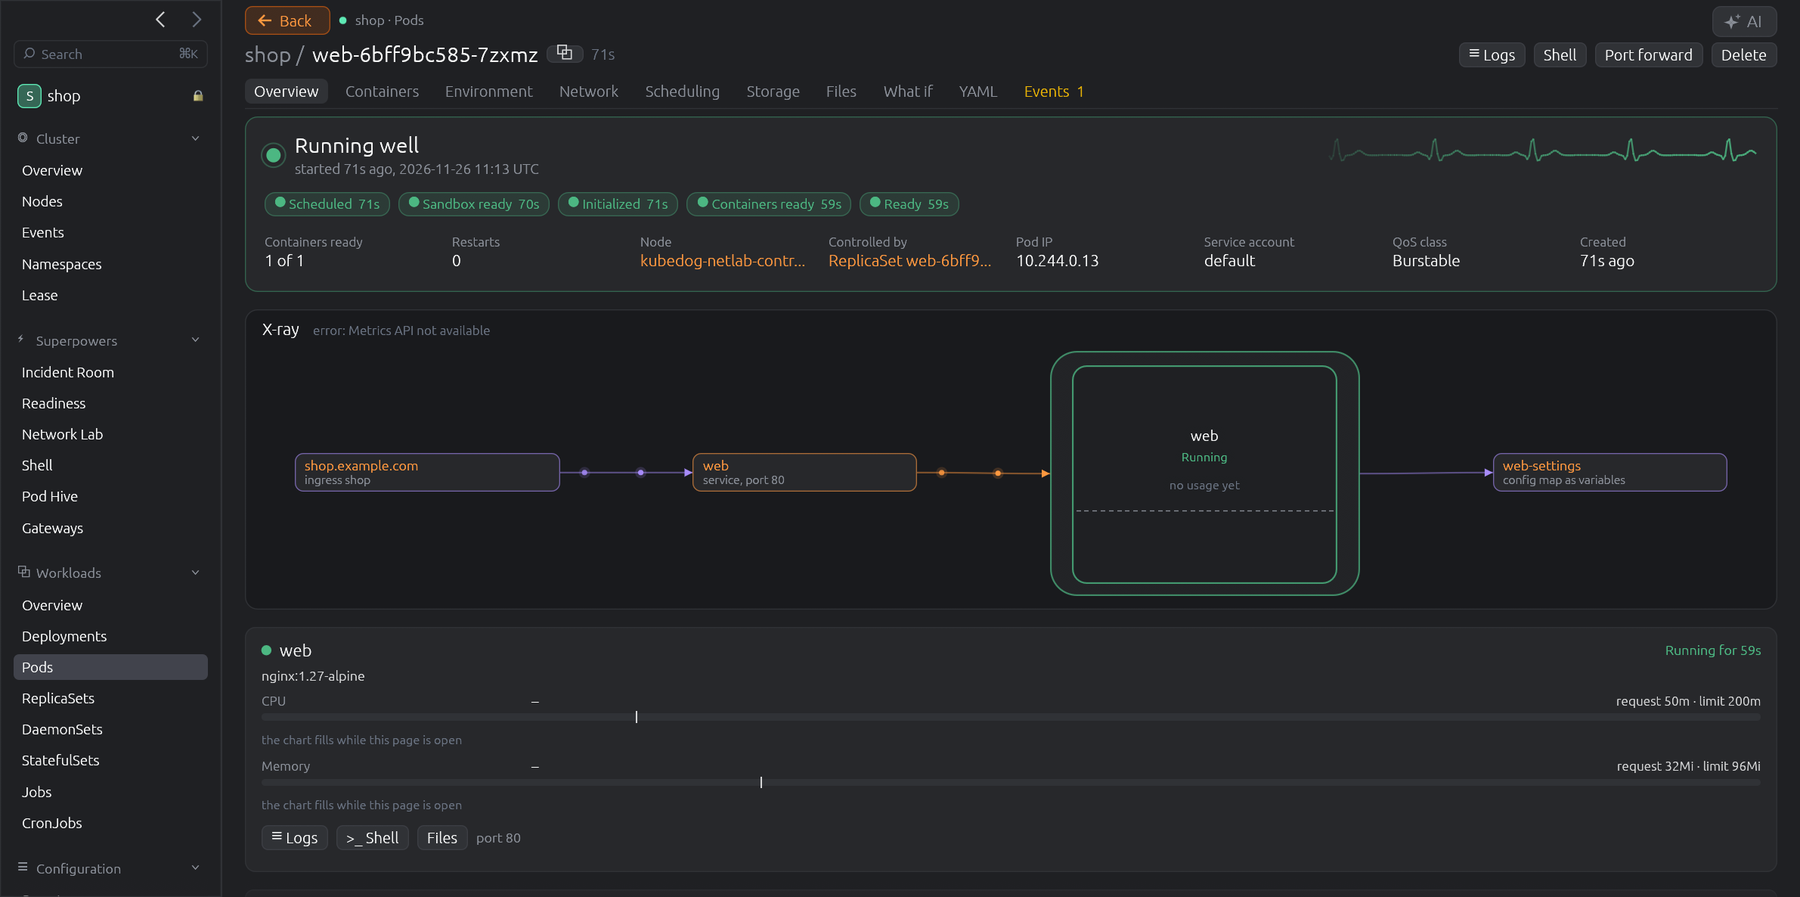 Search ⌘K
S shop
Cluster
Overview
Nodes
Events
Namespaces
Lease
Superpowers
Incident Room
Readiness
Network Lab
Shell
Pod Hive
Gateways
Workloads
Overview
Deployments
Pods
ReplicaSets
DaemonSets
StatefulSets
Jobs
CronJobs
Configuration
Back shop · Pods AI
shop / web-6bff9bc585-7zxmz 71s Logs Shell Port forward Delete
Overview Containers Environment Network Scheduling Storage Files What if YAML Events 1
Running well
started 71s ago, 2026-11-26 11:13 UTC
Scheduled 71s Sandbox ready 70s Initialized 71s Containers ready 59s Ready 59s
Containers ready Restarts Node Controlled by Pod IP Service account QoS class Created
1 of 1 0 kubedog-netlab-contr... ReplicaSet web-6bff9... 10.244.0.13 default Burstable 71s ago
X-ray error: Metrics API not available
shop.example.com
ingress shop
web
service, port 80
web
Running
no usage yet
web-settings
config map as variables
web Running for 59s
nginx:1.27-alpine
CPU – request 50m · limit 200m
the chart fills while this page is open
Memory – request 32Mi · limit 96Mi
the chart fills while this page is open
Logs >_ Shell Files port 80